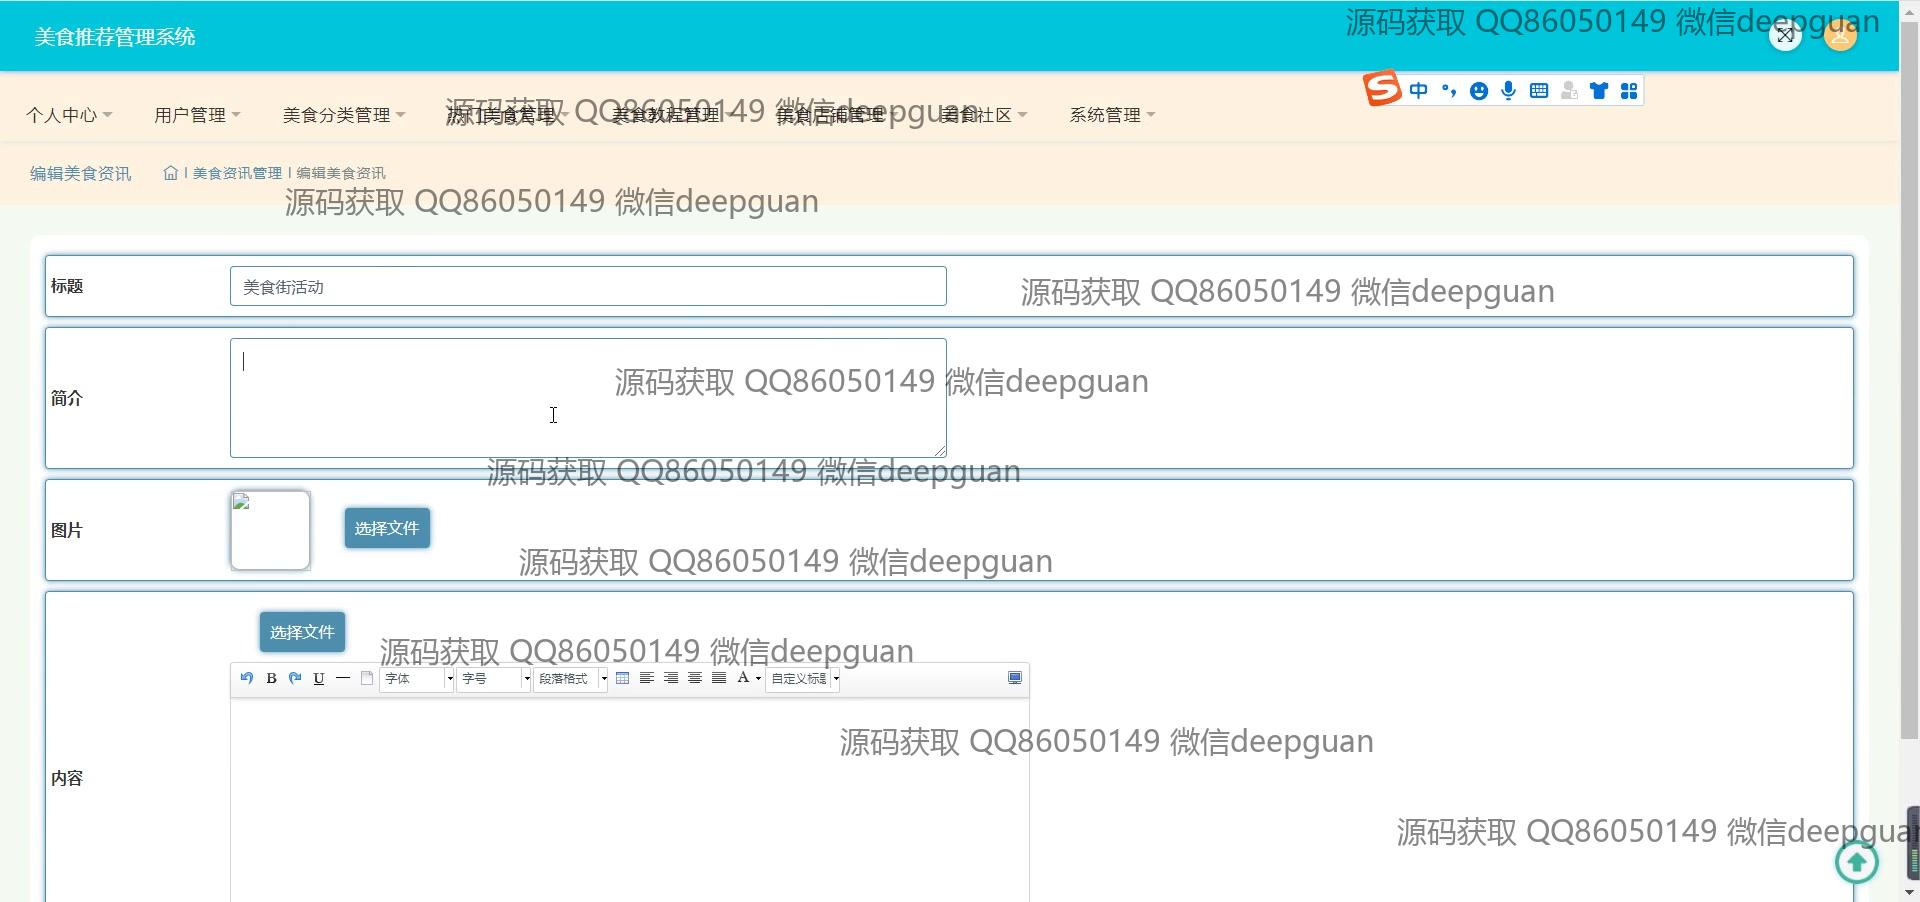 美食推荐管理系统
源码获取 QQ86050149 微信deepguan
中
个人中心 用户管理 美食分类管理 热门美食管理 美食教程管理 美食店铺管理 美食社区 系统管理
源码获取 QQ86050149 微信deepguan
编辑美食资讯 美食资讯管理 编辑美食资讯
源码获取 QQ86050149 微信deepguan
标题 美食街活动
源码获取 QQ86050149 微信deepguan
简介
源码获取 QQ86050149 微信deepguan
源码获取 QQ86050149 微信deepguan
图片 选择文件
源码获取 QQ86050149 微信deepguan
选择文件
源码获取 QQ86050149 微信deepguan
B U 字体 字号 段落格式 A 自定义标题
源码获取 QQ86050149 微信deepguan
内容
源码获取 QQ86050149 微信deepguan